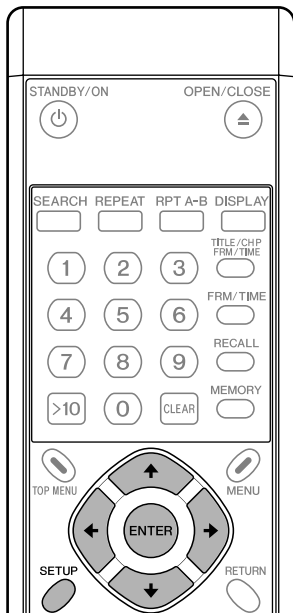 STANDBY/ON OPEN/CLOSE
SEARCH REPEAT RPT A-B DISPLAY
TITLE/CHP
FRM/TIME
1 2 3
FRM/TIME
4 5 6
RECALL
7 8 9
MEMORY
>10 0 CLEAR
TOP MENU MENU
ENTER
SETUP RETURN